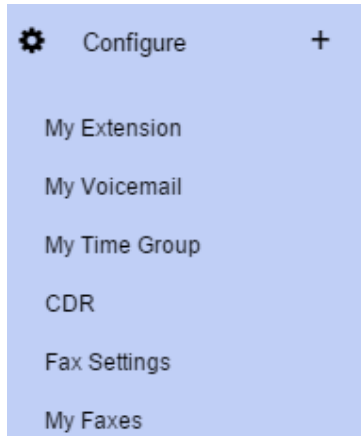 Configure +
My Extension
My Voicemail
My Time Group
CDR
Fax Settings
My Faxes